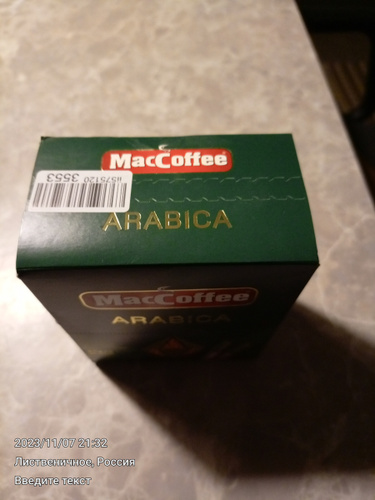 MacCoffee
8575120 3553
ARABICA
MacCoffee
ARABICA
2023/11/07 21:32
Лиственичное, Россия
Введите текст